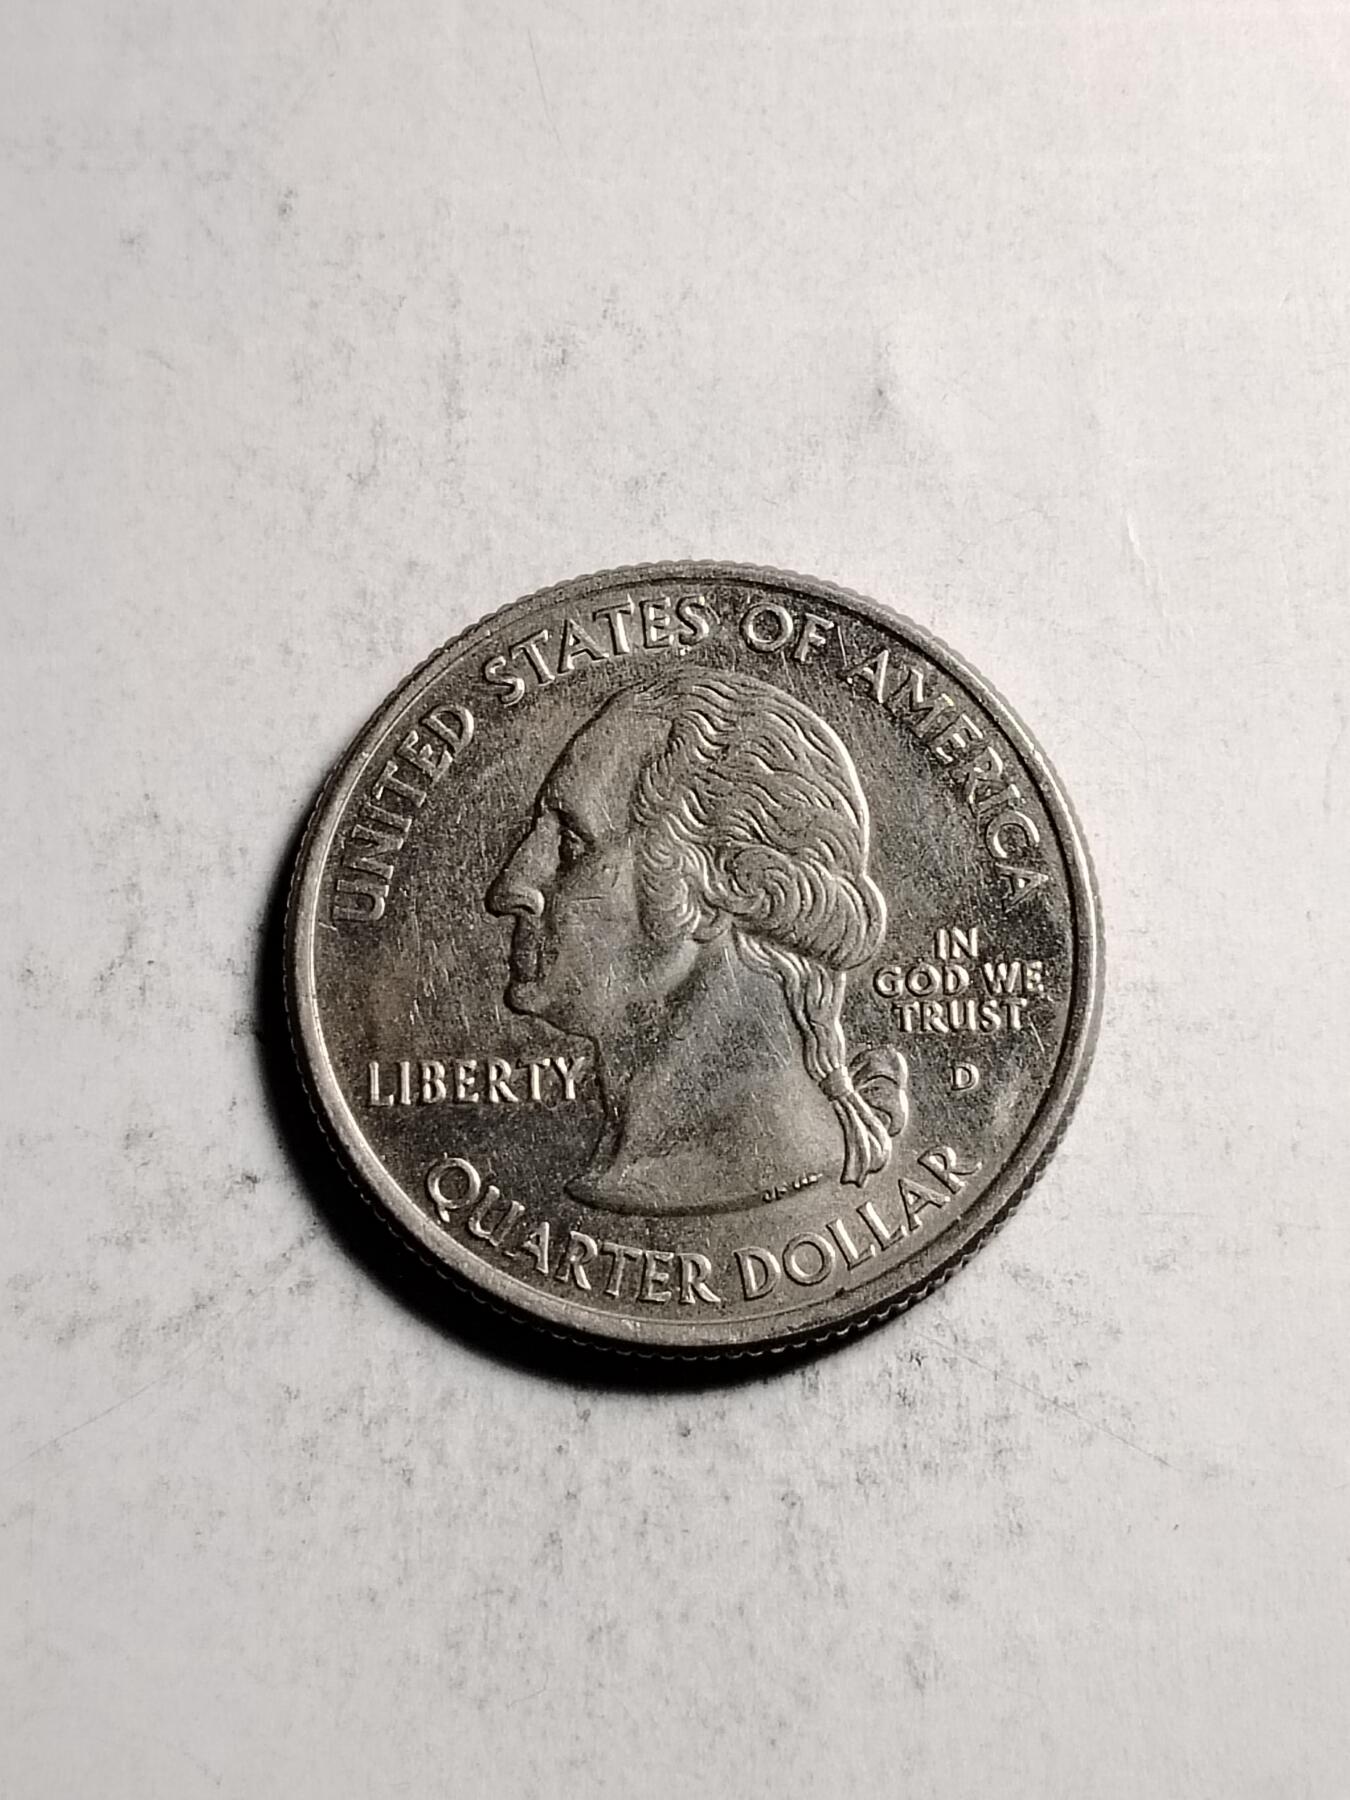 UNITED STATES OF AMERICA
IN
GOD WE
TRUST
LIBERTY
D
QUARTER DOLLAR